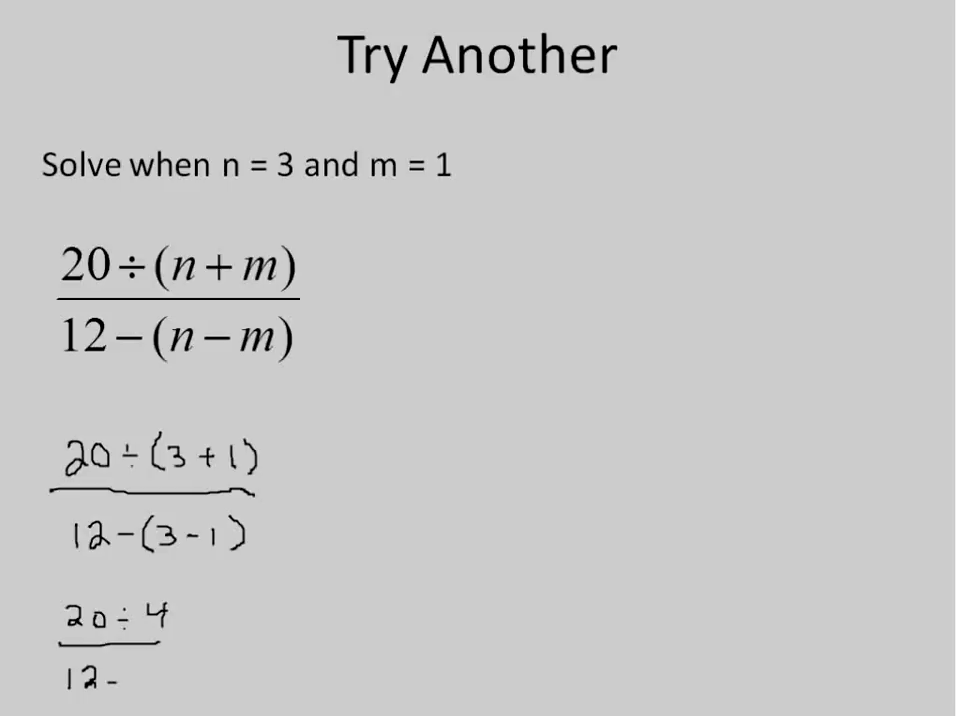 Try Another
Solve when n = 3 and m = 1
20 ÷ (n + m)
12 − (n − m)
20 ÷ (3 + 1)
12 - (3 - 1)
20 ÷ 4
12 -